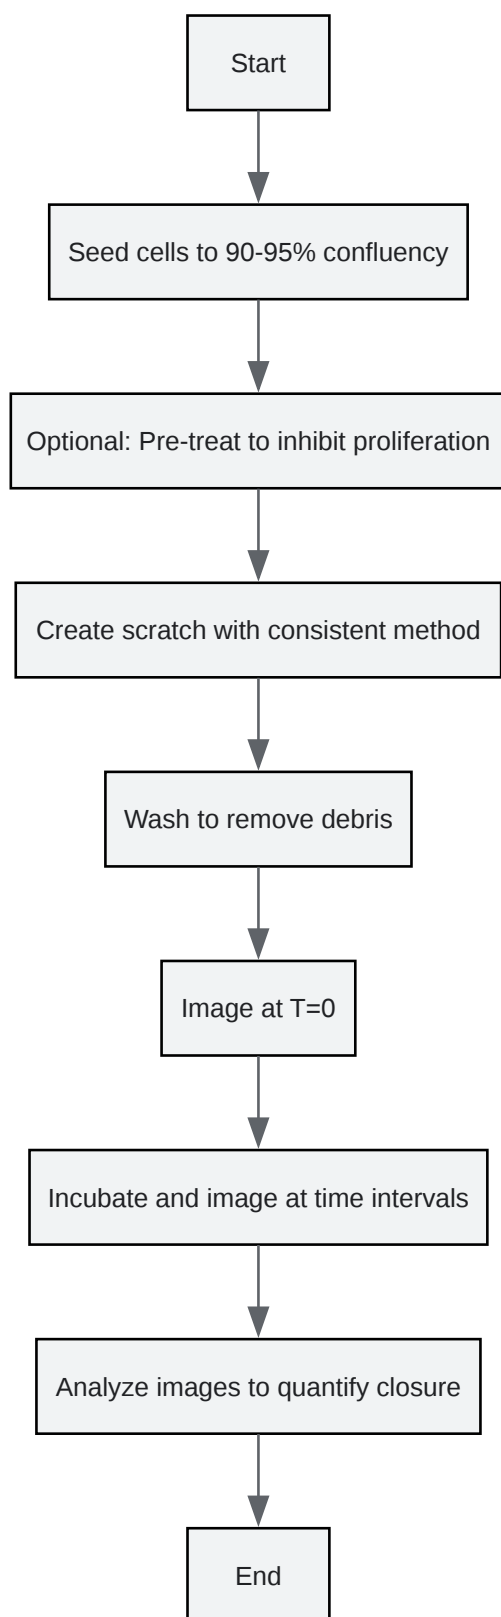 Start
Seed cells to 90-95% confluency
Optional: Pre-treat to inhibit proliferation
Create scratch with consistent method
Wash to remove debris
Image at T=0
Incubate and image at time intervals
Analyze images to quantify closure
End